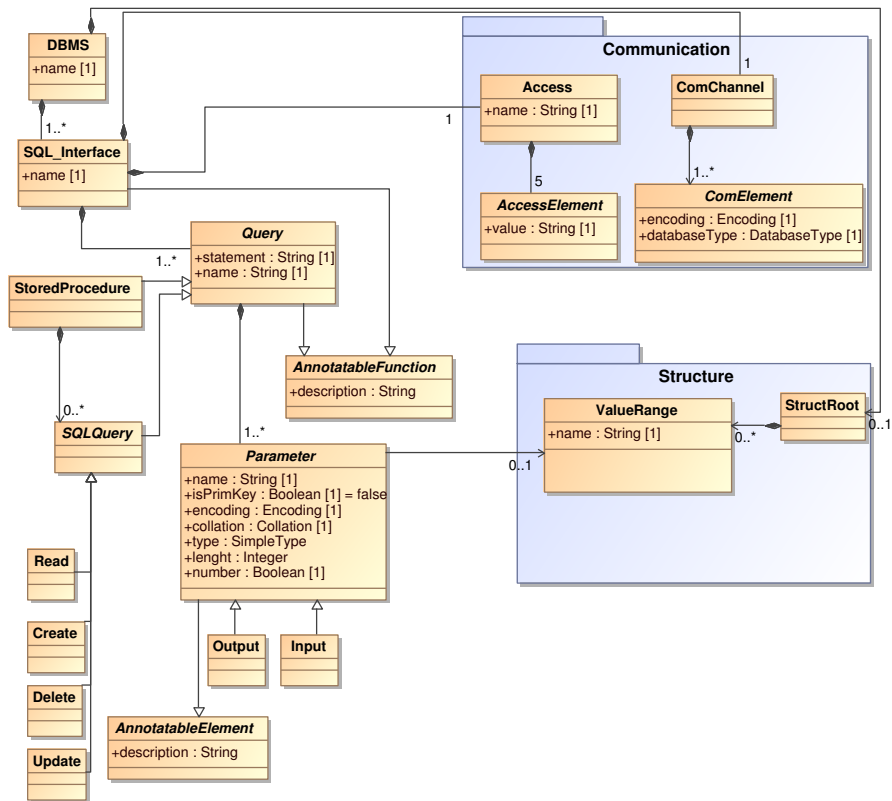 DBMS
+name [1]
1..*
SQL_Interface
+name [1]
Communication
1
Access
+name : String [1]
1
5
AccessElement
+value : String [1]
ComChannel
1..*
ComElement
+encoding : Encoding [1]
+databaseType : DatabaseType [1]
Query
+statement : String [1]
+name : String [1]
1..*
StoredProcedure
0..*
SQLQuery
AnnotatableFunction
+description : String
1..*
Parameter
+name : String [1]
+isPrimKey : Boolean [1] = false
+encoding : Encoding [1]
+collation : Collation [1]
+type : SimpleType
+lenght : Integer
+number : Boolean [1]
Structure
ValueRange
+name : String [1]
0..1
0..*
StructRoot
0..1
Read
Create
Delete
Update
Output
Input
AnnotatableElement
+description : String